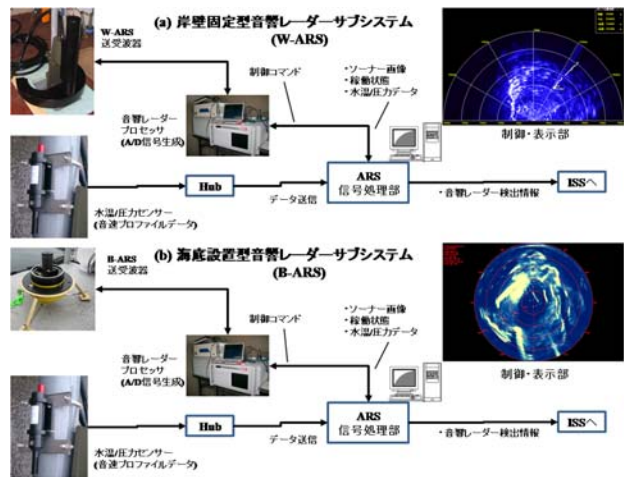 (a) 岸壁固定型音響レーダーサブシステム
(W-ARS)
W-ARS
送受波器
制御コマンド
・ソーナー画像
・稼働状態
・水温/圧力データ
音響レーダー
プロセッサ
(A/D信号生成)
制御・表示部
Hub
データ送信
ARS
信号処理部
・音響レーダー検出情報
ISSへ
水温/圧力センサー
(音速プロファイルデータ)
(b) 海底設置型音響レーダーサブシステム
(B-ARS)
B-ARS
送受波器
制御コマンド
・ソーナー画像
・稼働状態
・水温/圧力データ
音響レーダー
プロセッサ
(A/D信号生成)
制御・表示部
Hub
データ送信
ARS
信号処理部
・音響レーダー検出情報
ISSへ
水温/圧力センサー
(音速プロファイルデータ)